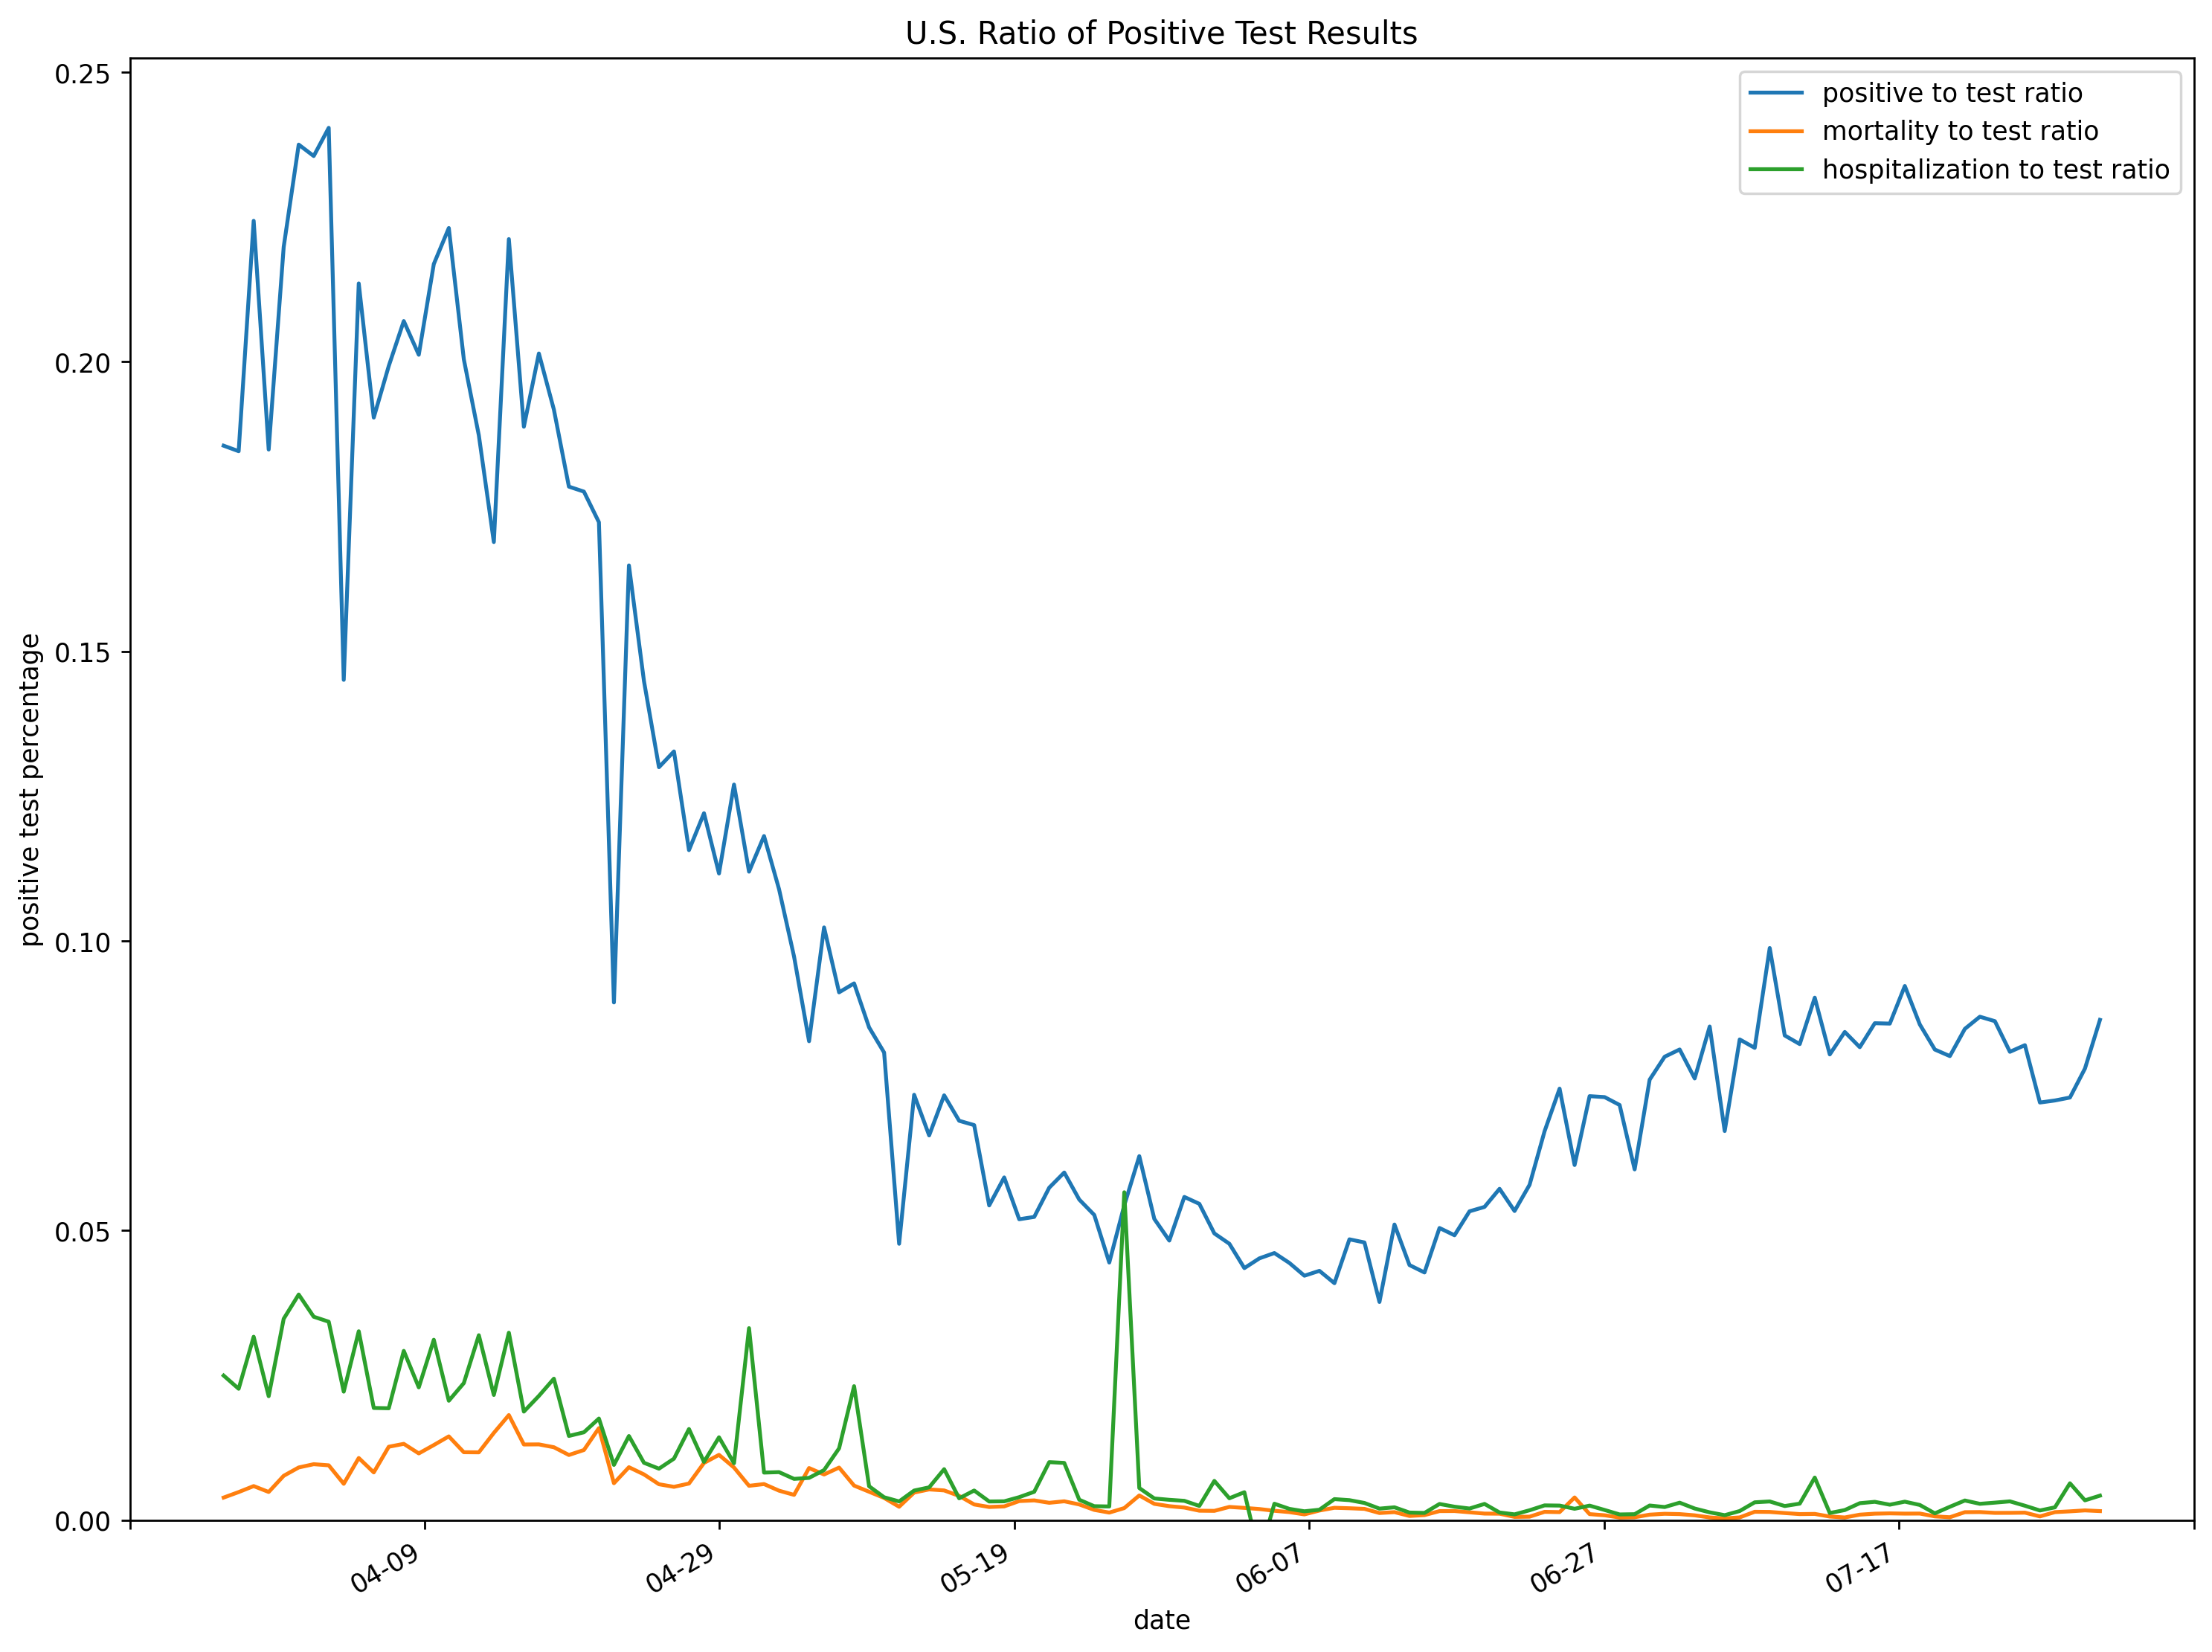 U.S. Ratio of Positive Test Results
positive to test ratio
mortality to test ratio
hospitalization to test ratio
positive test percentage
0.25
0.20
0.15
0.10
0.05
0.00
04-09
04-29
05-19
06-07
06-27
07-17
date